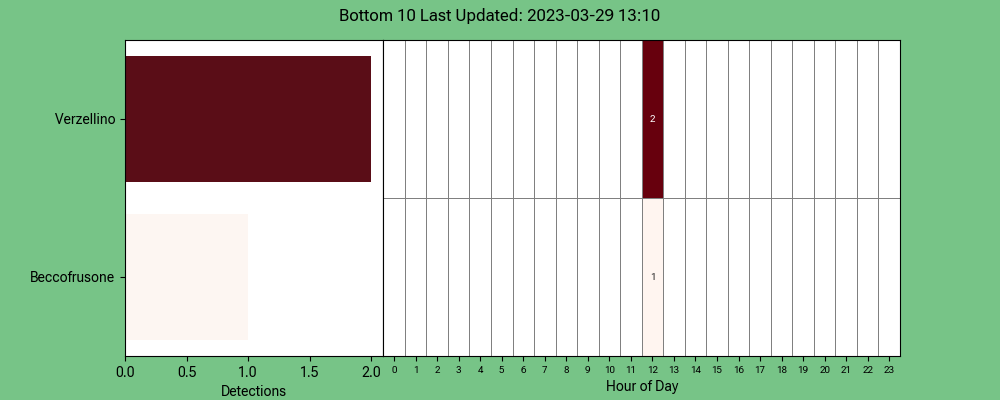 Bottom 10 Last Updated: 2023-03-29 13:10
Verzellino
2
Beccofrusone
1
0.0 0.5 1.0 1.5 2.0
0 1 2 3 4 5 6 7 8 9 10 11 12 13 14 15 16 17 18 19 20 21 22 23
Detections
Hour of Day